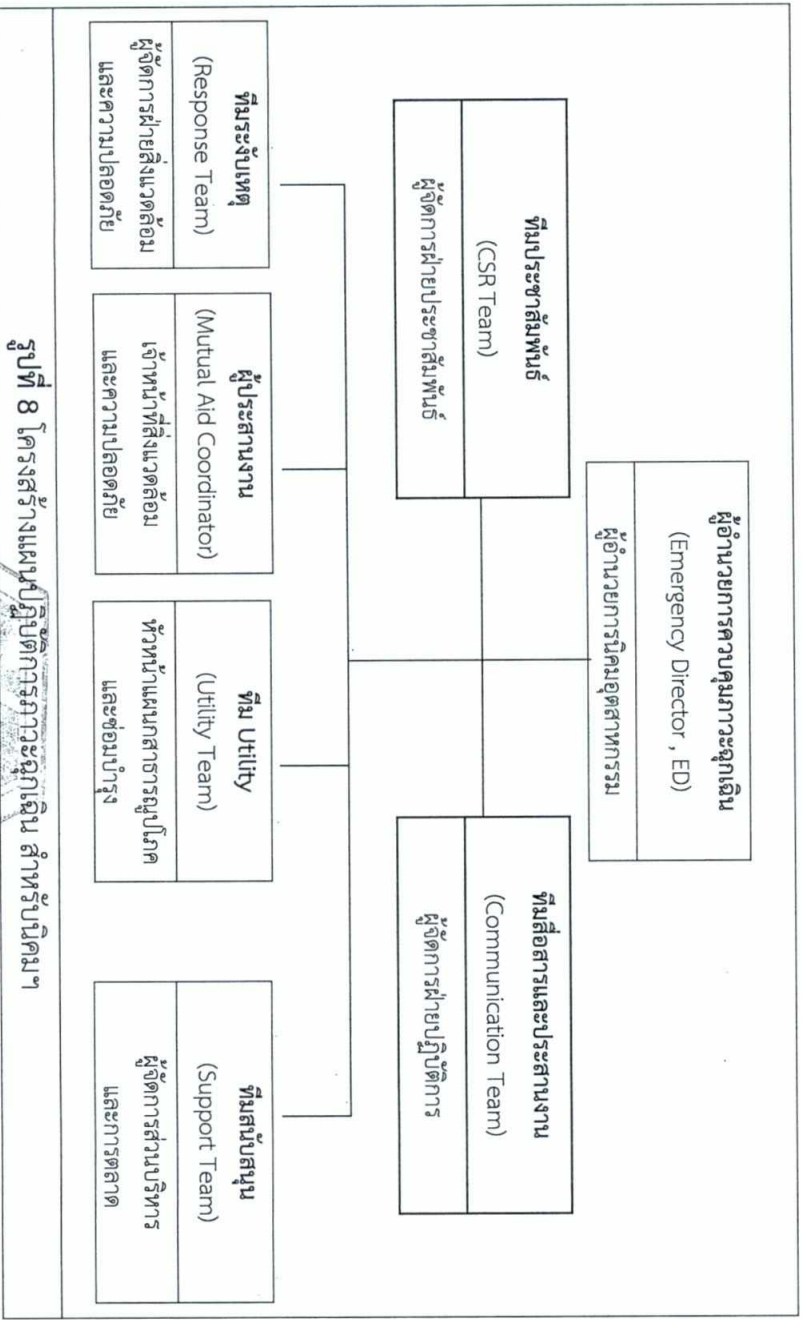 ผู้อำนวยการควบคุมภาวะฉุกเฉิน
(Emergency Director , ED)
ผู้อำนวยการนิคมอุตสาหกรรม
ทีมประชาสัมพันธ์
(CSR Team)
ผู้จัดการฝ่ายประชาสัมพันธ์
ทีมสื่อสารและประสานงาน
(Communication Team)
ผู้จัดการฝ่ายปฏิบัติการ
ทีมระงับเหตุ
(Response Team)
ผู้จัดการฝ่ายสิ่งแวดล้อม
และความปลอดภัย
ผู้ประสานงาน
(Mutual Aid Coordinator)
เจ้าหน้าที่สิ่งแวดล้อม
และความปลอดภัย
ทีม Utility
(Utility Team)
หัวหน้าแผนกสาธารณูปโภค
และซ่อมบำรุง
ทีมสนับสนุน
(Support Team)
ผู้จัดการส่วนบริหาร
และการตลาด
รูปที่ 8 โครงสร้างแผนปฏิบัติการภาวะฉุกเฉิน สำหรับนิคมฯ